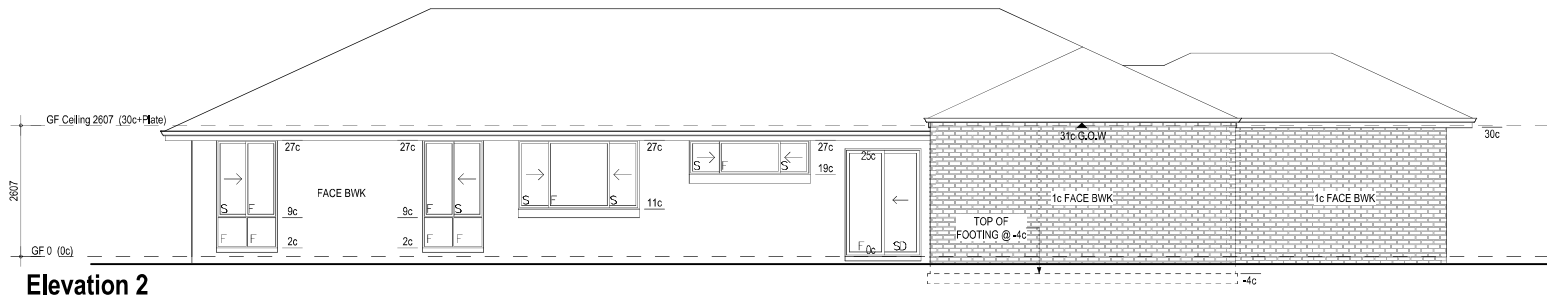 GF Ceiling 2607 (30c+Plate)
31c G.O.W
30c
27c
27c
27c
27c
25c
19c
S F S
2607
FACE BWK
1c FACE BWK
1c FACE BWK
S F
F S
S F S
11c
9c
9c
TOP OF
FOOTING @ -4c
F F
F F
2c
2c
F SD
0c
GF 0 (0c)
-4c
Elevation 2